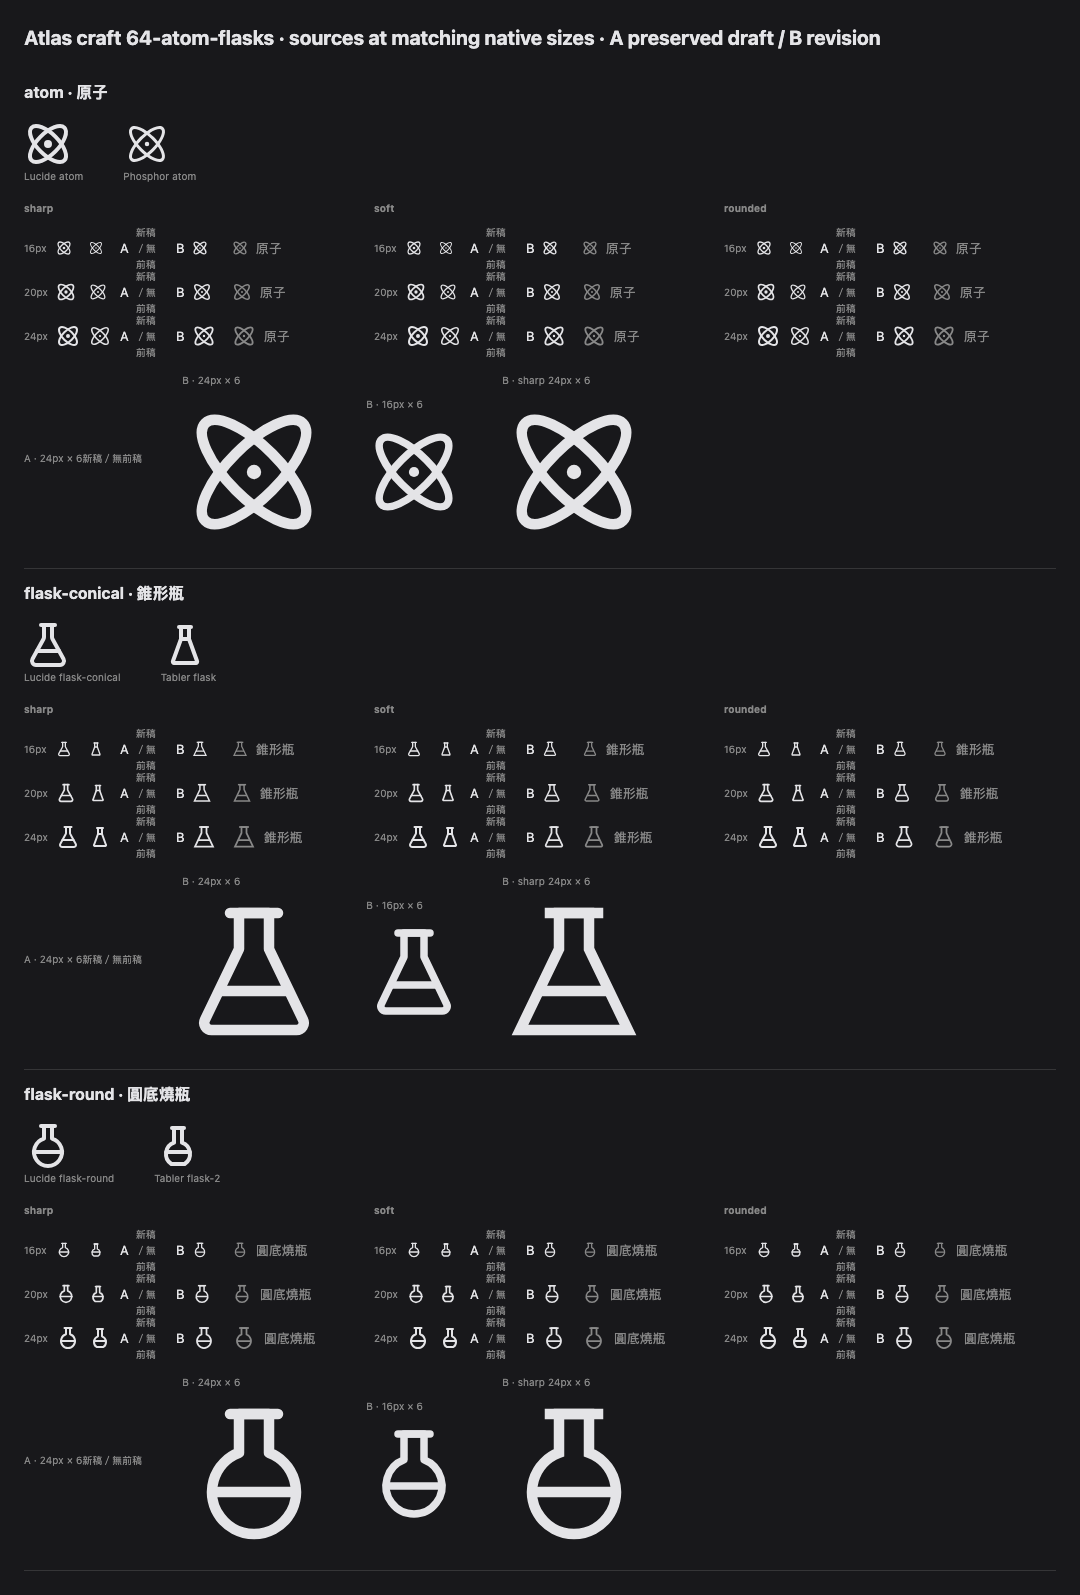 Atlas craft 64-atom-flasks · sources at matching native sizes · A preserved draft / B revision
atom · 原子
Lucide atom
Phosphor atom
sharp
soft
rounded
16px A 新稿 / 無前稿 B 原子
16px A 新稿 / 無前稿 B 原子
16px A 新稿 / 無前稿 B 原子
20px A 新稿 / 無前稿 B 原子
20px A 新稿 / 無前稿 B 原子
20px A 新稿 / 無前稿 B 原子
24px A 新稿 / 無前稿 B 原子
24px A 新稿 / 無前稿 B 原子
24px A 新稿 / 無前稿 B 原子
A · 24px × 6新稿 / 無前稿
B · 24px × 6
B · 16px × 6
B · sharp 24px × 6
flask-conical · 錐形瓶
Lucide flask-conical
Tabler flask
sharp
soft
rounded
16px A 新稿 / 無前稿 B 錐形瓶
16px A 新稿 / 無前稿 B 錐形瓶
16px A 新稿 / 無前稿 B 錐形瓶
20px A 新稿 / 無前稿 B 錐形瓶
20px A 新稿 / 無前稿 B 錐形瓶
20px A 新稿 / 無前稿 B 錐形瓶
24px A 新稿 / 無前稿 B 錐形瓶
24px A 新稿 / 無前稿 B 錐形瓶
24px A 新稿 / 無前稿 B 錐形瓶
A · 24px × 6新稿 / 無前稿
B · 24px × 6
B · 16px × 6
B · sharp 24px × 6
flask-round · 圓底燒瓶
Lucide flask-round
Tabler flask-2
sharp
soft
rounded
16px A 新稿 / 無前稿 B 圓底燒瓶
16px A 新稿 / 無前稿 B 圓底燒瓶
16px A 新稿 / 無前稿 B 圓底燒瓶
20px A 新稿 / 無前稿 B 圓底燒瓶
20px A 新稿 / 無前稿 B 圓底燒瓶
20px A 新稿 / 無前稿 B 圓底燒瓶
24px A 新稿 / 無前稿 B 圓底燒瓶
24px A 新稿 / 無前稿 B 圓底燒瓶
24px A 新稿 / 無前稿 B 圓底燒瓶
A · 24px × 6新稿 / 無前稿
B · 24px × 6
B · 16px × 6
B · sharp 24px × 6